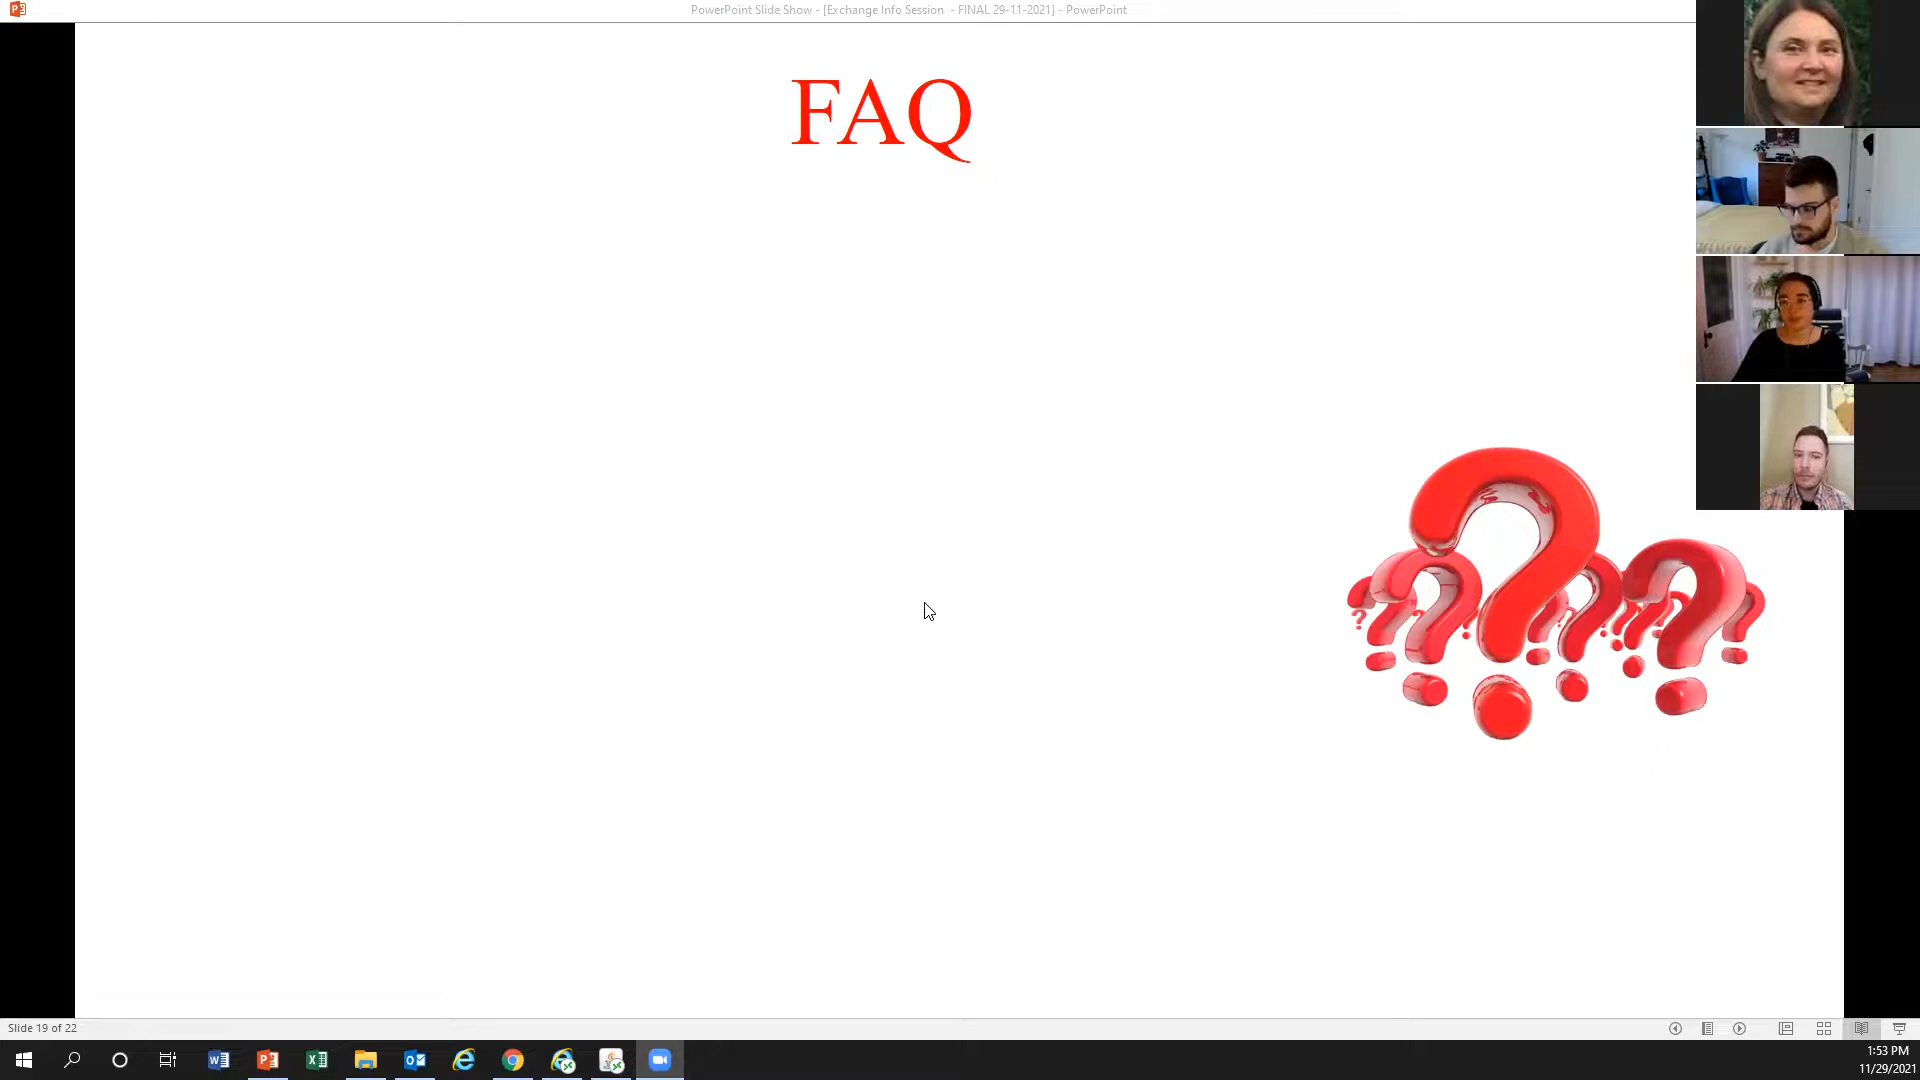 PowerPoint Slide Show - [Exchange Info Session  - FINAL 29-11-2021] - PowerPoint
FAQ
Slide 19 of 22
1:53 PM
11/29/2021